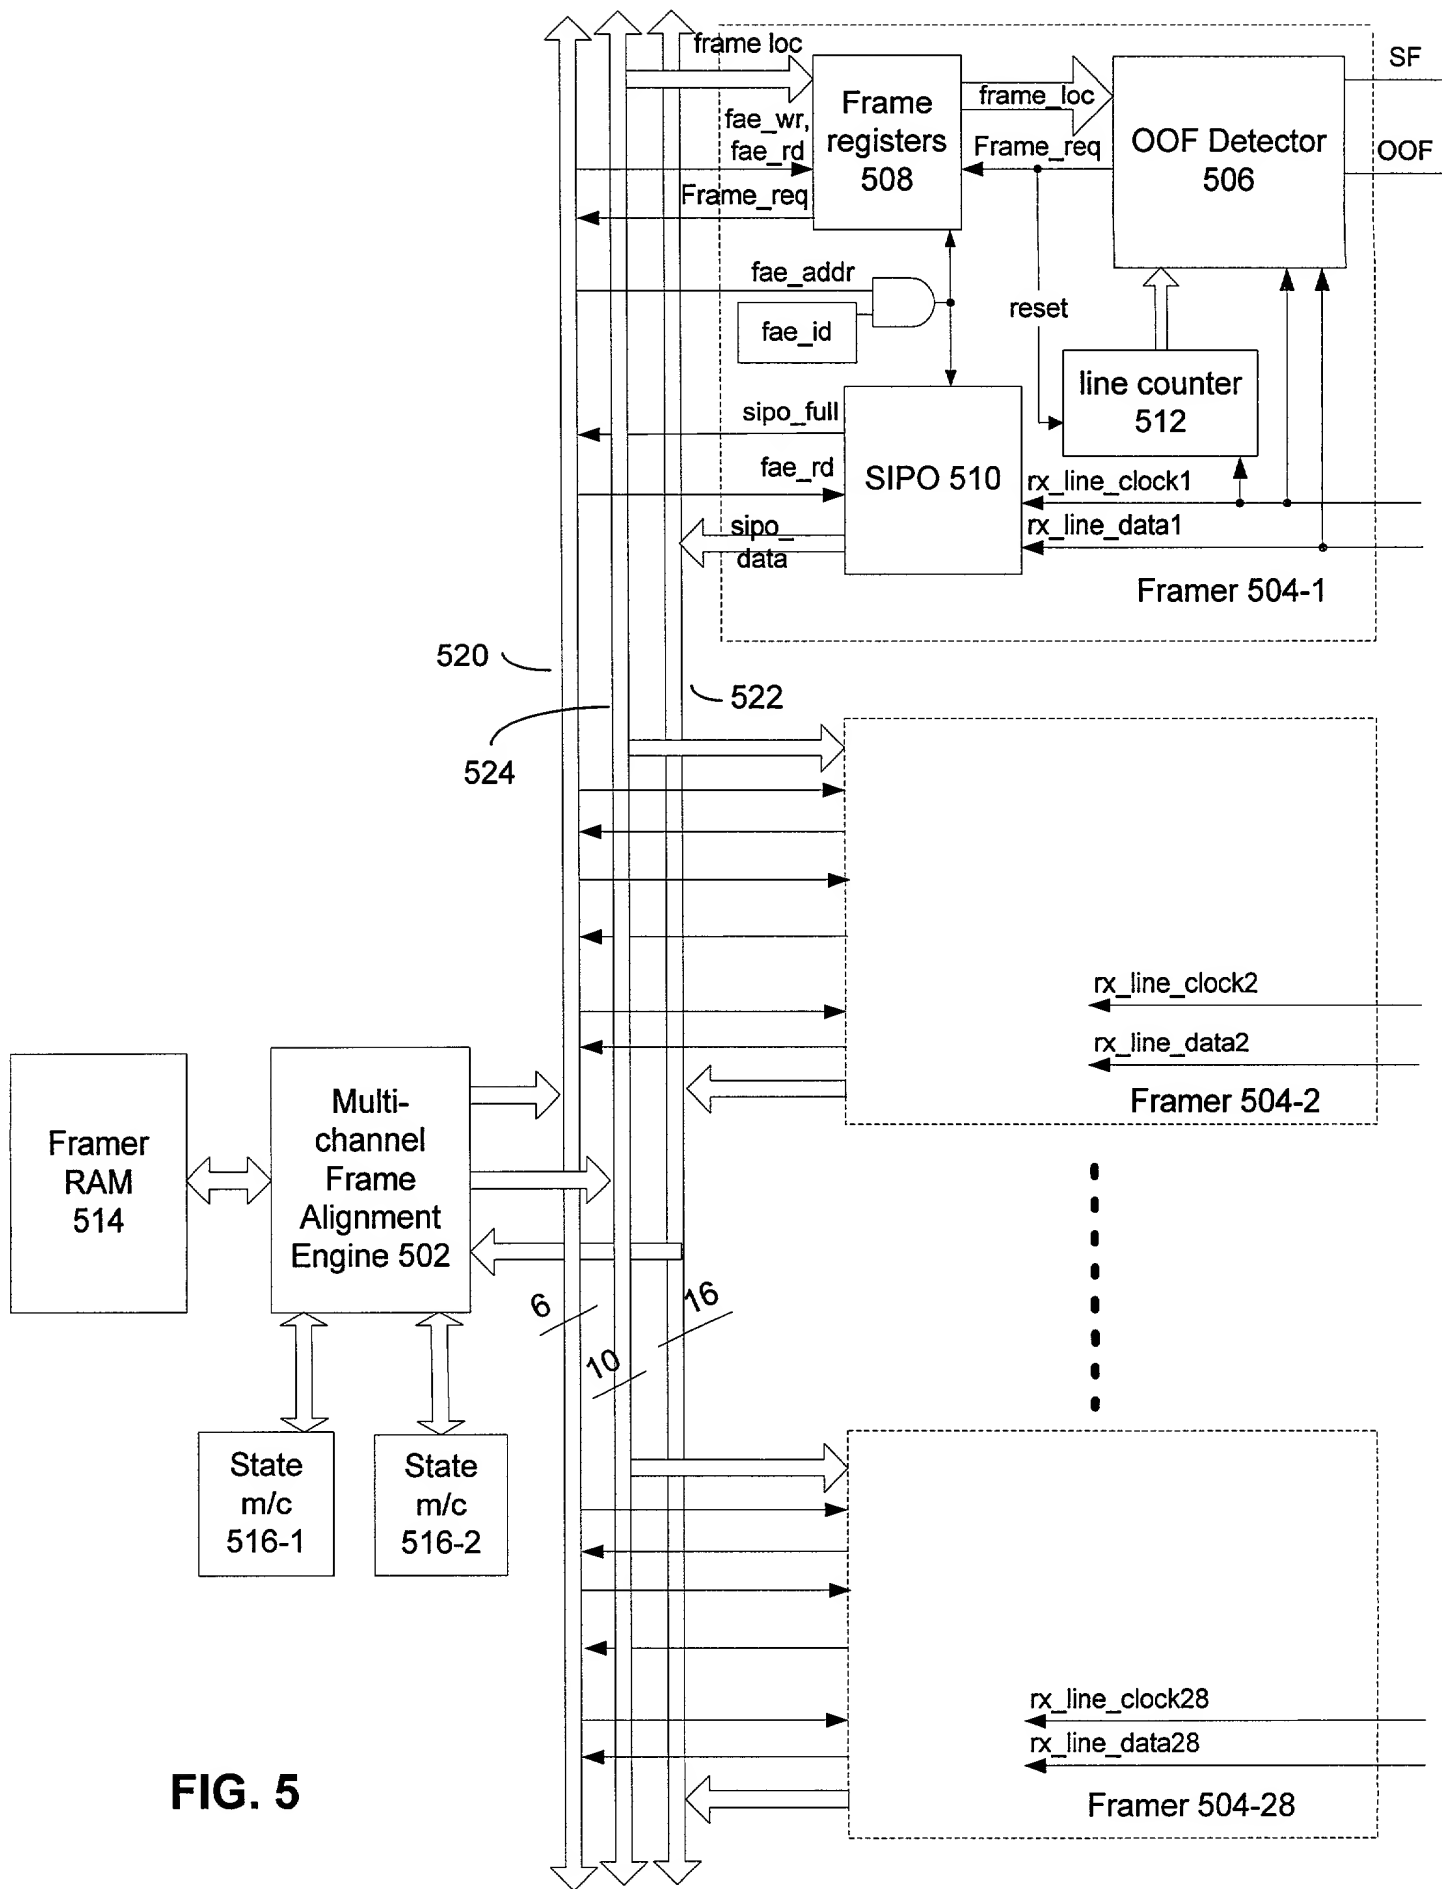 frame loc
SF
Frame
registers
508
frame_loc
OOF Detector
506
fae_wr,
fae_rd
Frame_req
OOF
Frame_req
fae_addr
fae_id
reset
line counter
512
sipo_full
fae_rd
SIPO 510
rx_line_clock1
rx_line_data1
sipo_
data
Framer 504-1
520
522
524
rx_line_clock2
rx_line_data2
Framer 504-2
Framer
RAM
514
Multi-
channel
Frame
Alignment
Engine 502
6
16
10
State
m/c
516-1
State
m/c
516-2
rx_line_clock28
rx_line_data28
Framer 504-28
FIG. 5